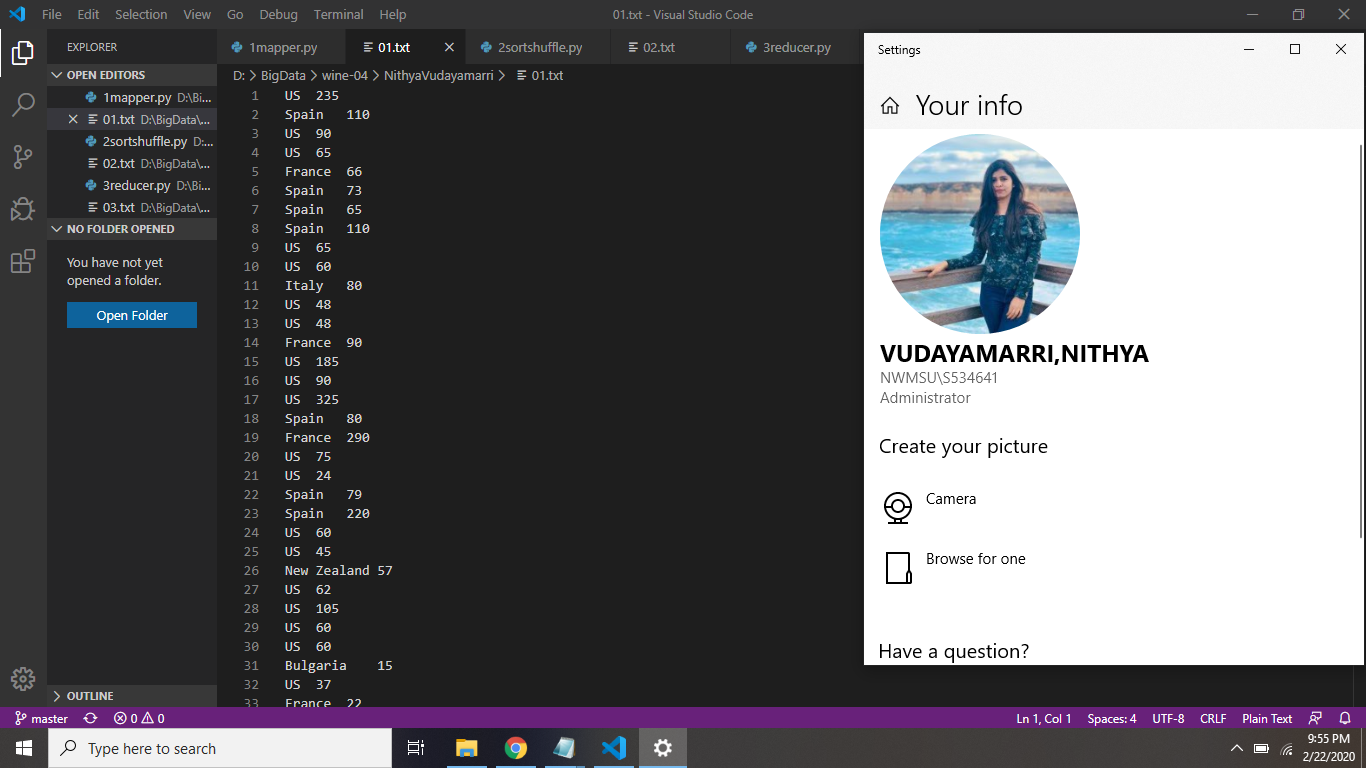 File Edit Selection View Go Debug Terminal Help 01.txt - Visual Studio Code
EXPLORER
OPEN EDITORS
1mapper.py D:\Bi...
01.txt D:\BigData\...
2sortshuffle.py D:...
02.txt D:\BigData\...
3reducer.py D:\Bi...
03.txt D:\BigData\...
NO FOLDER OPENED
You have not yet
opened a folder.
Open Folder
OUTLINE
1mapper.py 01.txt 2sortshuffle.py 02.txt 3reducer.py
D: > BigData > wine-04 > NithyaVudayamarri > 01.txt
1 US 235
2 Spain 110
3 US 90
4 US 65
5 France 66
6 Spain 73
7 Spain 65
8 Spain 110
9 US 65
10 US 60
11 Italy 80
12 US 48
13 US 48
14 France 90
15 US 185
16 US 90
17 US 325
18 Spain 80
19 France 290
20 US 75
21 US 24
22 Spain 79
23 Spain 220
24 US 60
25 US 45
26 New Zealand 57
27 US 62
28 US 105
29 US 60
30 US 60
31 Bulgaria 15
32 US 37
33 France 22
Settings
Your info
VUDAYAMARRI,NITHYA
NWMSU\S534641
Administrator
Create your picture
Camera
Browse for one
Have a question?
master 0 0 Ln 1, Col 1 Spaces: 4 UTF-8 CRLF Plain Text
Type here to search
9:55 PM
2/22/2020